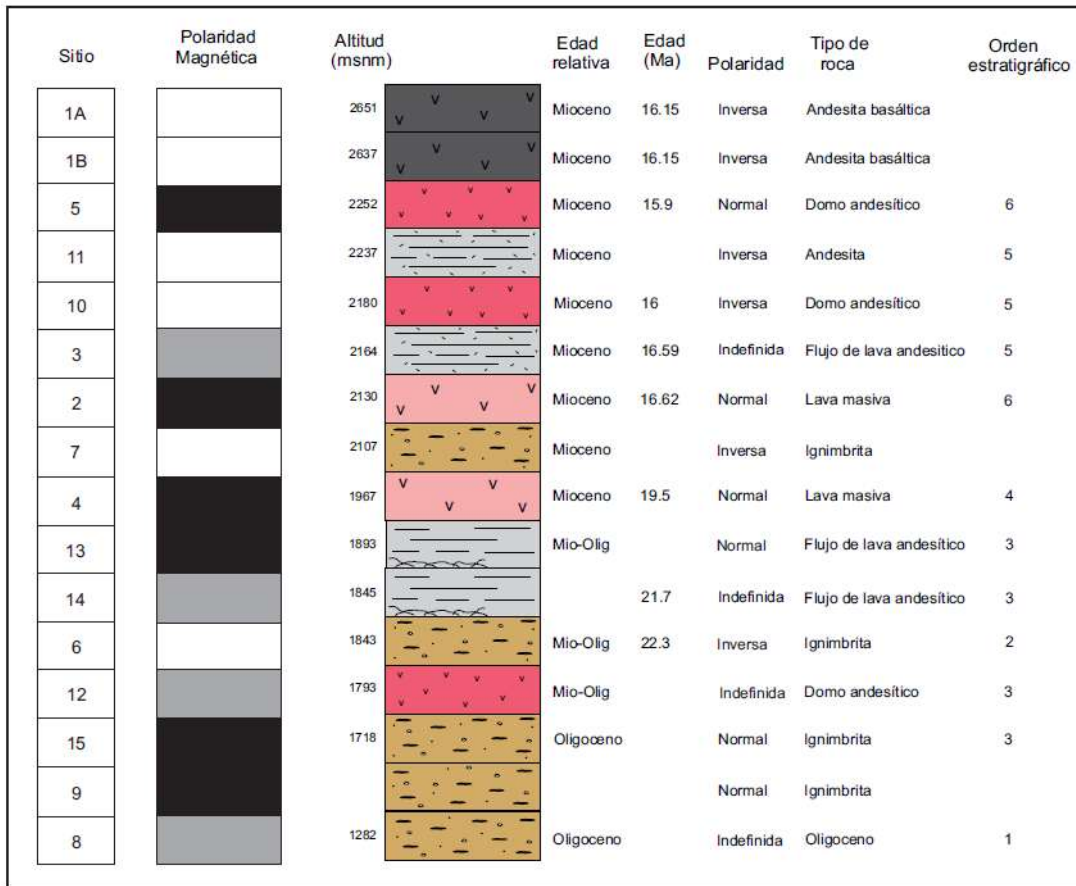 Sitio Polaridad Magnética Altitud (msnm) Edad relativa Edad (Ma) Polaridad Tipo de roca Orden estratigráfico
1A 2651 Mioceno 16.15 Inversa Andesita basáltica
1B 2637 Mioceno 16.15 Inversa Andesita basáltica
5 2252 Mioceno 15.9 Normal Domo andesítico 6
11 2237 Mioceno Inversa Andesita 5
10 2180 Mioceno 16 Inversa Domo andesítico 5
3 2164 Mioceno 16.59 Indefinida Flujo de lava andesitico 5
2 2130 Mioceno 16.62 Normal Lava masiva 6
7 2107 Mioceno Inversa Ignimbrita
4 1967 Mioceno 19.5 Normal Lava masiva 4
13 1893 Mio-Olig Normal Flujo de lava andesítico 3
14 1845 21.7 Indefinida Flujo de lava andesítico 3
6 1843 Mio-Olig 22.3 Inversa Ignimbrita 2
12 1793 Mio-Olig Indefinida Domo andesítico 3
15 1718 Oligoceno Normal Ignimbrita 3
9 Normal Ignimbrita
8 1282 Oligoceno Indefinida Oligoceno 1